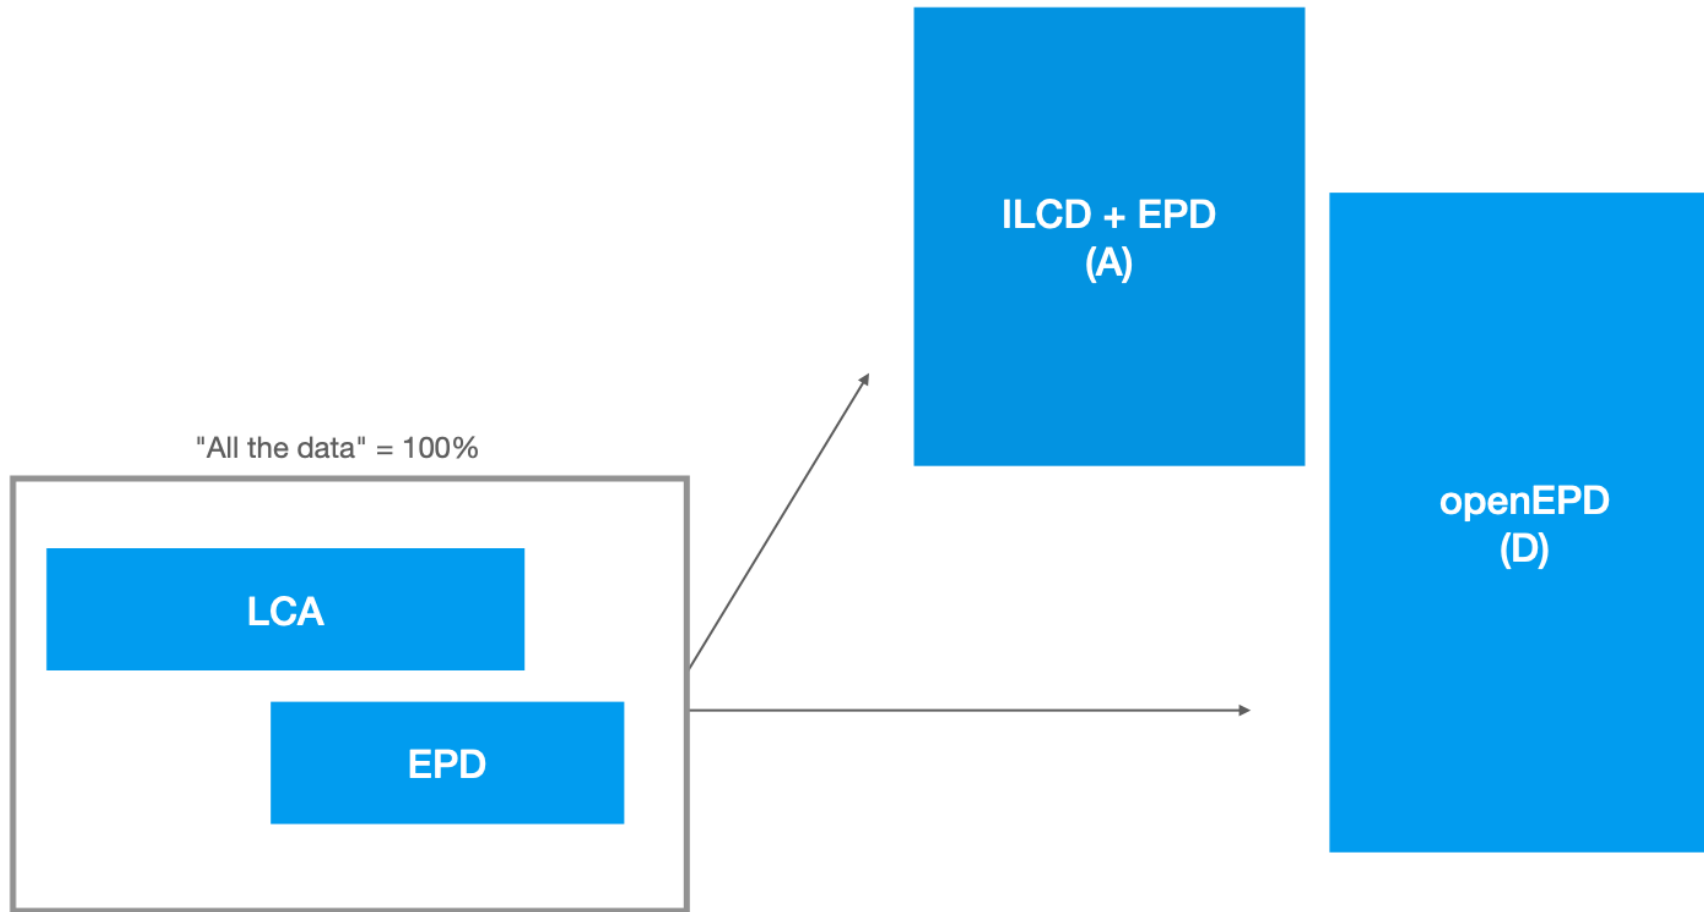 ILCD + EPD
(A)
openEPD
(D)
"All the data" = 100%
LCA
EPD